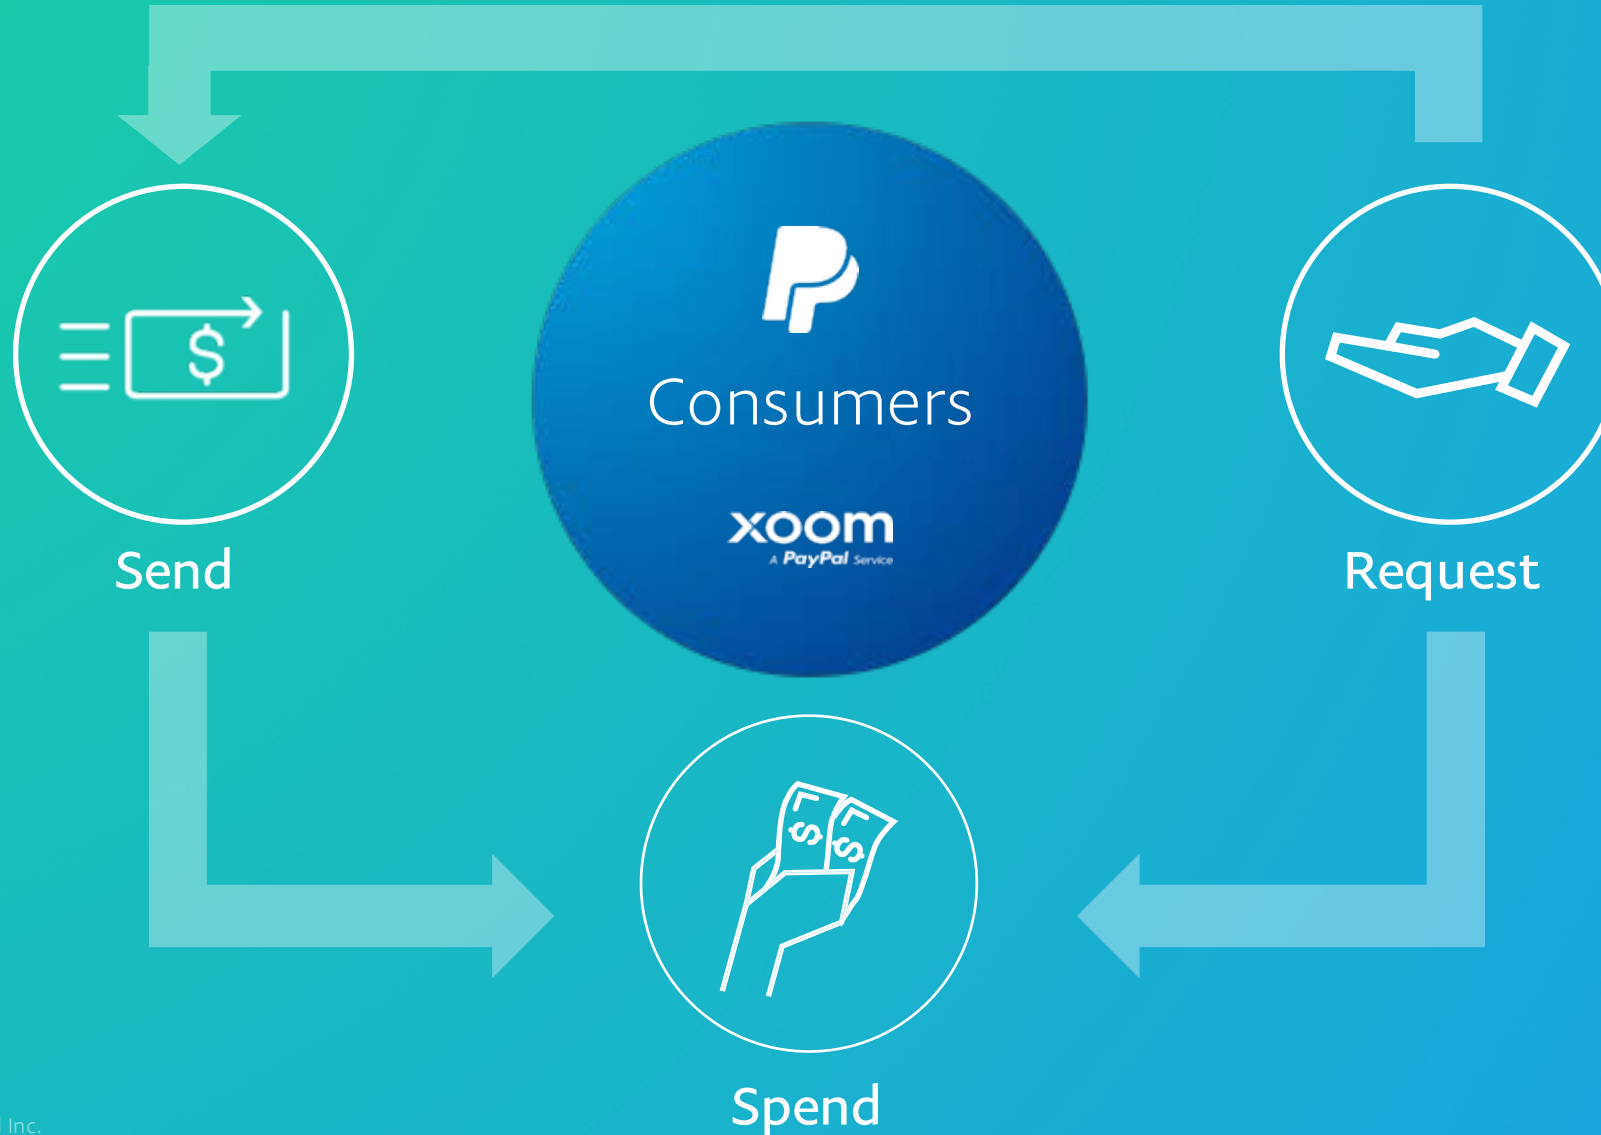 Consumers
xoom
A PayPal Service
Send
Request
Spend
Inc.